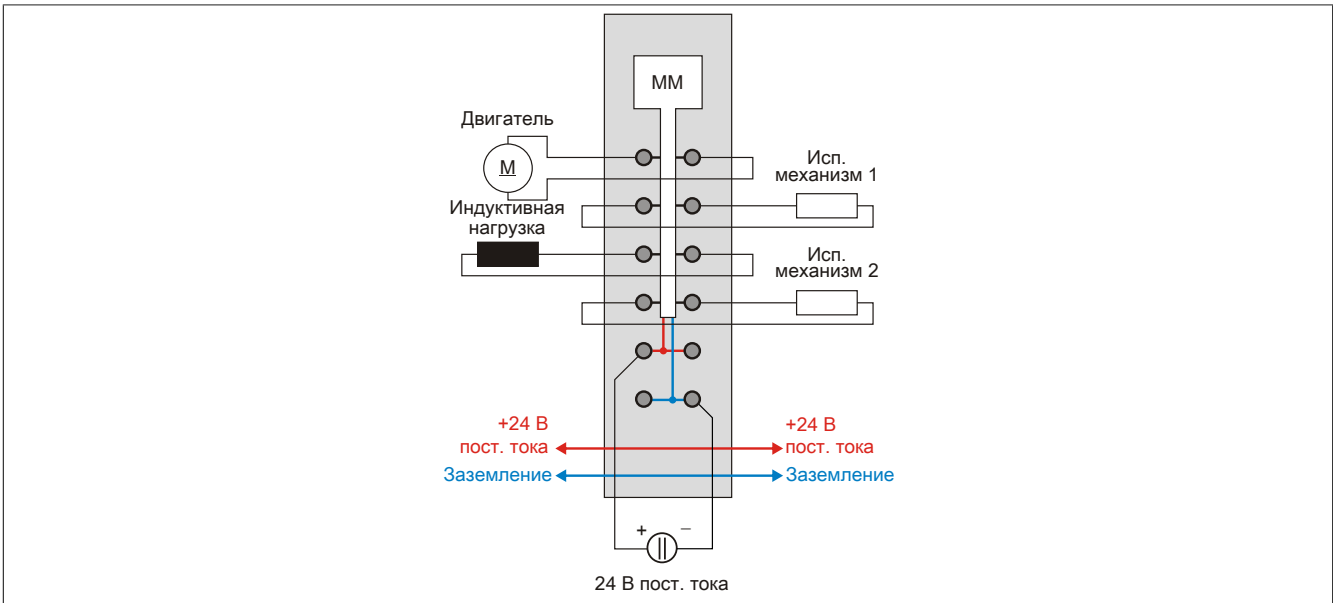 ММ
Двигатель
М
Исп.
механизм 1
Индуктивная
нагрузка
Исп.
механизм 2
+24 В
пост. тока
+24 В
пост. тока
Заземление
Заземление
+ –
24 В пост. тока